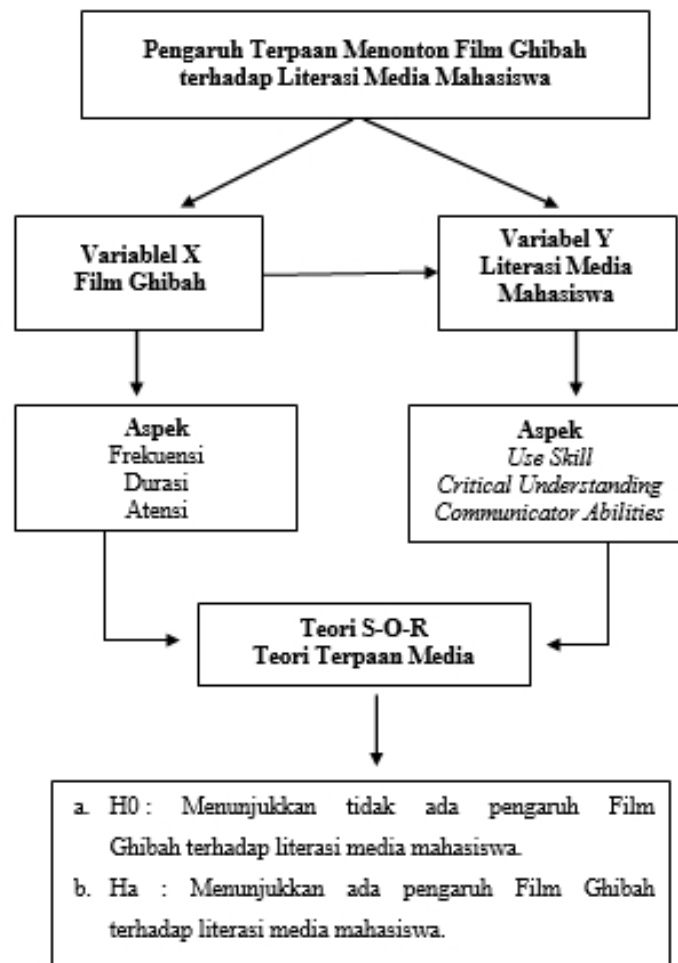 Pengaruh Terpaan Menonton Film Ghibah
terhadap Literasi Media Mahasiswa
Variablel X
Film Ghibah
Variabel Y
Literasi Media
Mahasiswa
Aspek
Frekuensi
Durasi
Atensi
Aspek
Use Skill
Critical Understanding
Communicator Abilities
Teori S-O-R
Teori Terpaan Media
a. H0 : Menunjukkan tidak ada pengaruh Film
Ghibah terhadap literasi media mahasiswa.
b. Ha : Menunjukkan ada pengaruh Film Ghibah
terhadap literasi media mahasiswa.